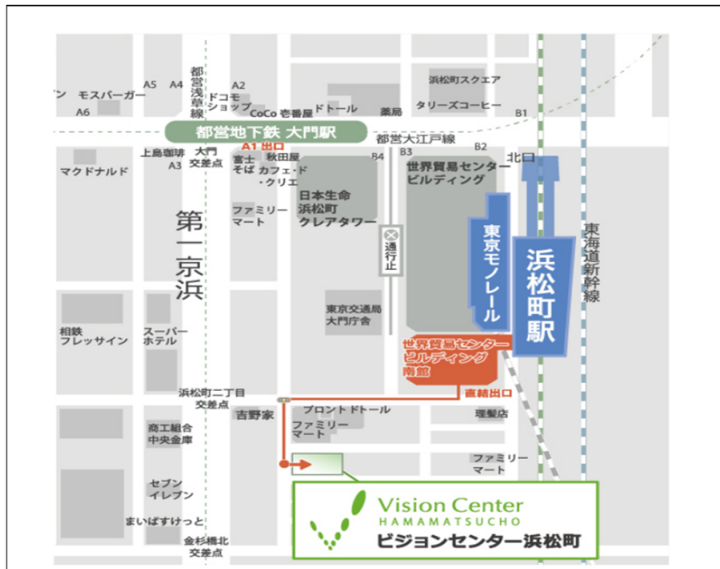 ン
モスバーガー
A6
A5
A4
都営浅草線
A2
ドコモ
ショップ
CoCo 壱番屋
ドトール
薬局
浜松町スクエア
タリーズコーヒー
B1
都営地下鉄 大門駅
都営大江戸線
マクドナルド
上島珈琲
A3
大門
交差点
A1 出口
富士
そば
秋田屋
カフェ・ド
・クリエ
B4
B3
B2
北口
世界貿易センター
ビルディング
日本生命
浜松町
クレアタワー
ファミリー
マート
第一京浜
通行止
東京モノレール
浜松町駅
東海道新幹線
東京交通局
大門庁舎
相鉄
フレッサイン
スーパー
ホテル
世界貿易センター
ビルディング
南館
直結出口
浜松町二丁目
交差点
吉野家
プロント ドトール
ファミリー
マート
理髪店
商工組合
中央金庫
ファミリー
マート
セブン
イレブン
まいばすけっと
金杉橋北
交差点
Vision Center
HAMAMATSUCHO
ビジョンセンター浜松町